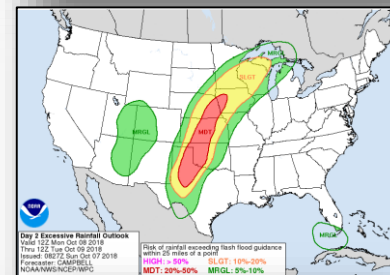 MRGL
SLGT
MRGL
MDT
MRGL
NOAA
Day 2 Excessive Rainfall Outlook
Valid 12Z Mon Oct 08 2018
Thru 12Z Tue Oct 09 2018
Issued: 0827Z Sun Oct 07 2018
Forecaster: CAMPBELL
NOAA/NWS/NCEP/WPC
Risk of rainfall exceeding flash flood guidance
within 25 miles of a point
HIGH: >50% SLGT: 10%-20%
MDT: 20%-50% MRGL: 5%-10%